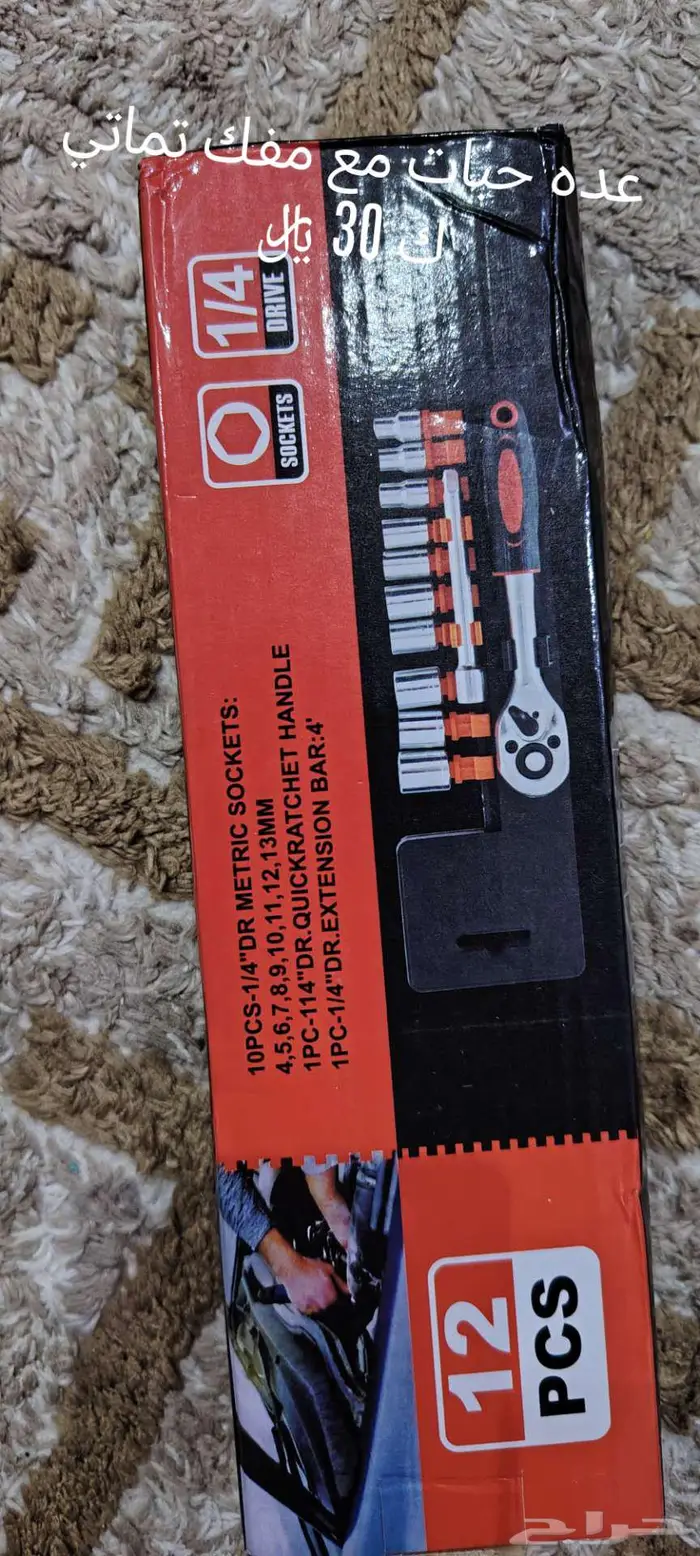 عده حبات مع مفك تماتي
ك 30 ﷼
1/4
DRIVE
SOCKETS
10PCS-1/4"DR METRIC SOCKETS:
4,5,6,7,8,9,10,11,12,13MM
1PC-114"DR.QUICKRATCHET HANDLE
1PC-1/4"DR.EXTENSION BAR:4'
12
PCS
حراج